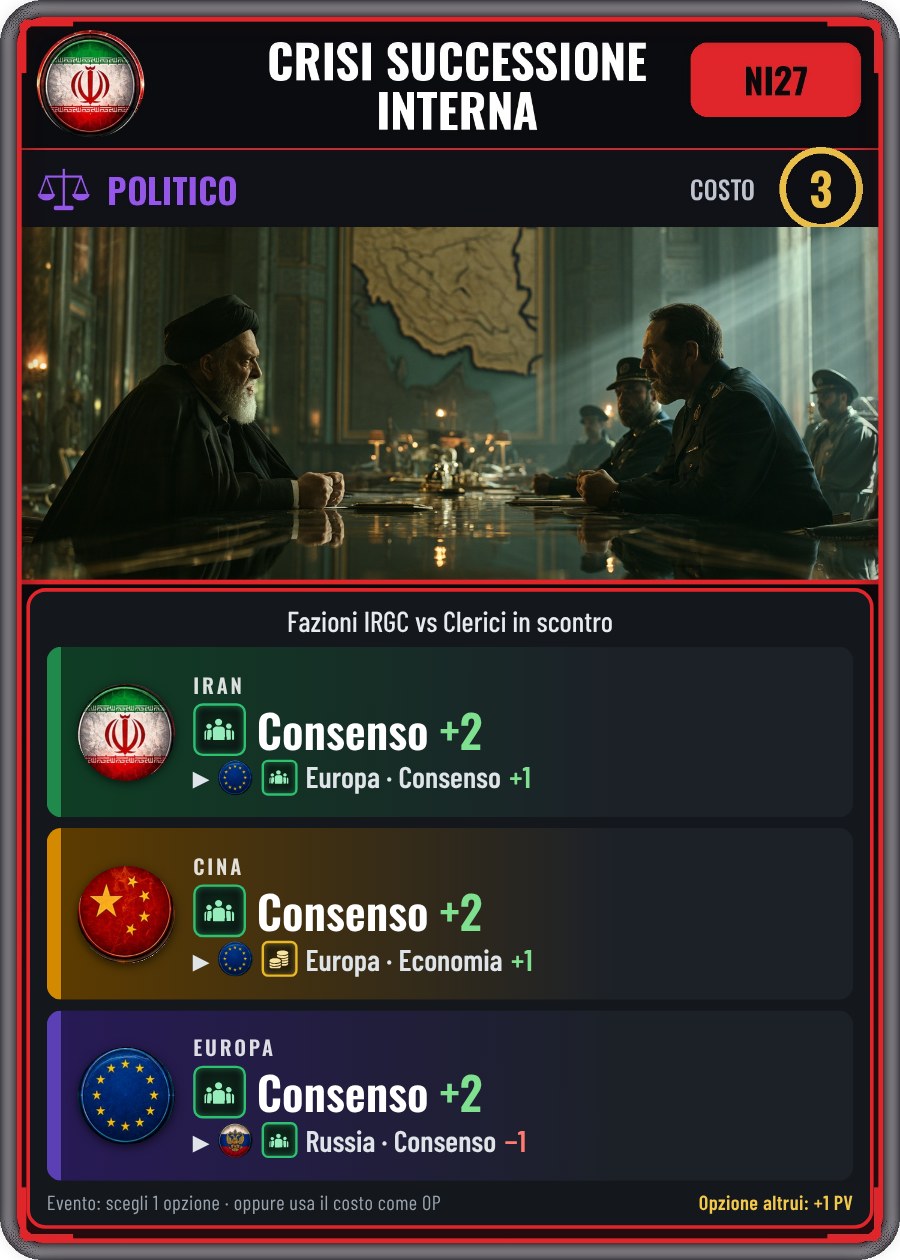 CRISI SUCCESSIONE
INTERNA
NI27
POLITICO
COSTO
3
Fazioni IRGC vs Clerici in scontro
IRAN
Consenso +2
▶ Europa · Consenso +1
CINA
Consenso +2
▶ Europa · Economia +1
EUROPA
Consenso +2
▶ Russia · Consenso −1
Evento: scegli 1 opzione · oppure usa il costo come OP
Opzione altrui: +1 PV